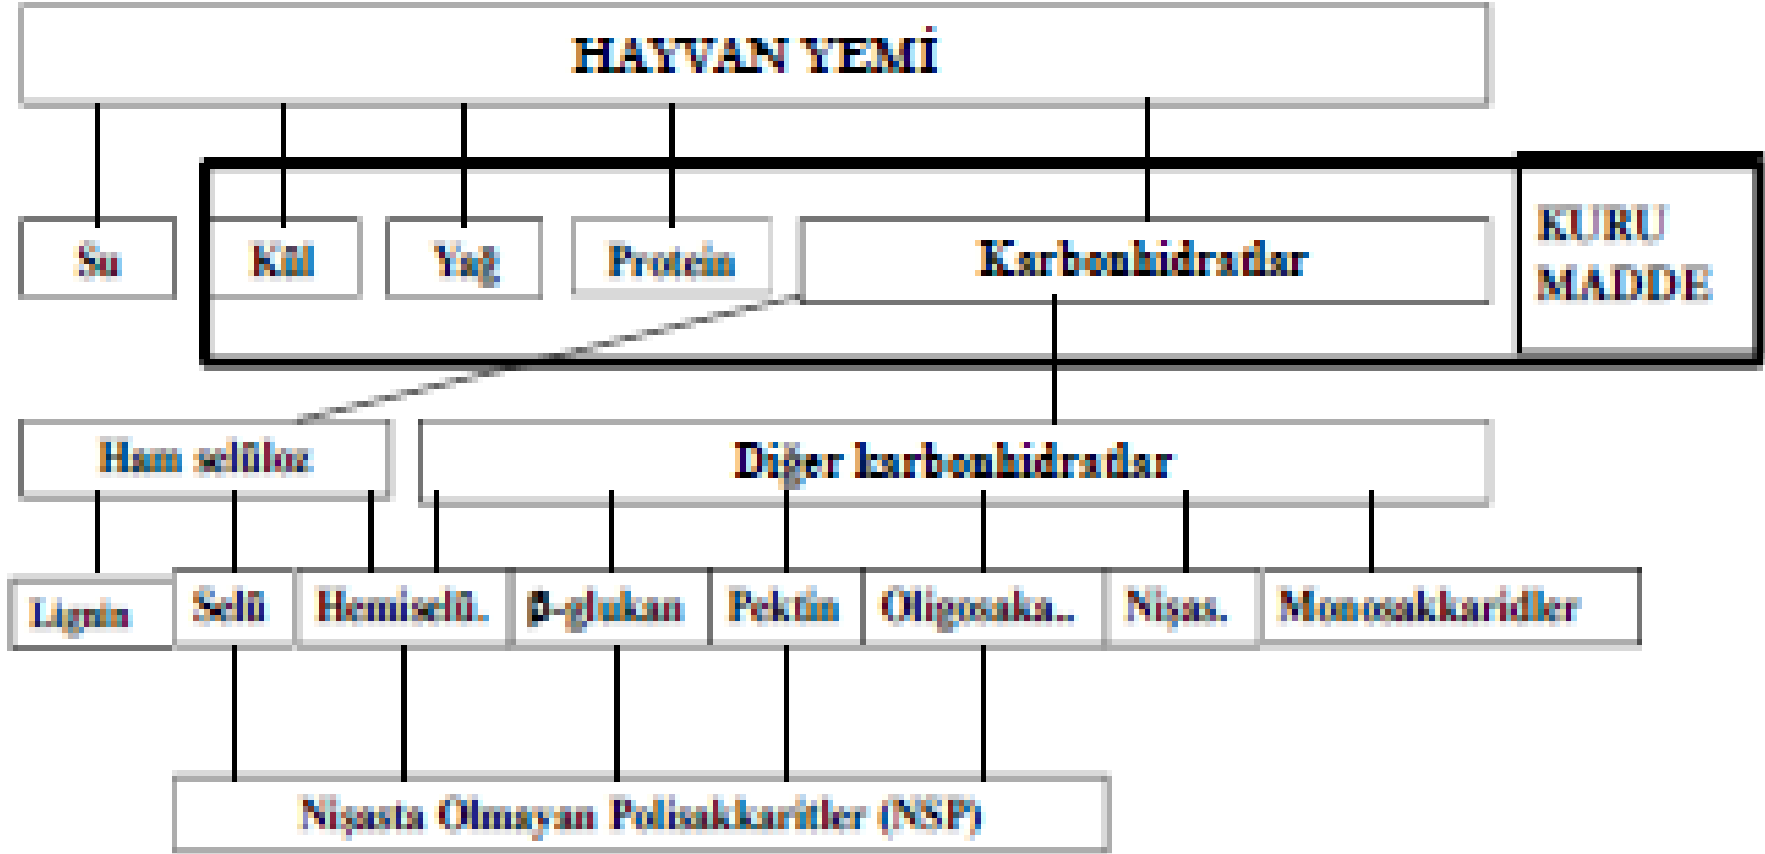 HAYVAN YEMİ
Su
Kül
Yağ
Protein
Karbonhidratlar
KURU
MADDE
Ham selüloz
Diğer karbonhidratlar
Lignin
Selü
Hemiselü.
β-glukan
Pektin
Oligosaka..
Nişas.
Monosakkaridler
Nişasta Olmayan Polisakkaritler (NSP)